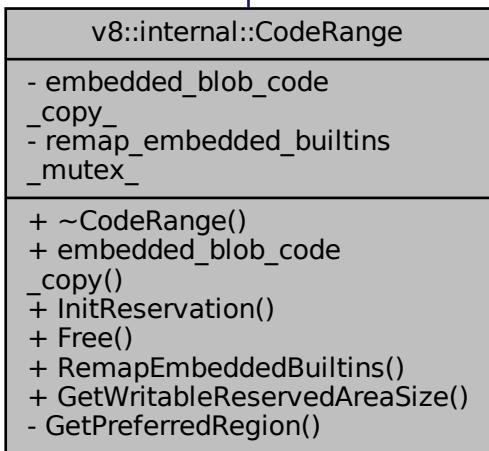 v8::internal::CodeRange
- embedded_blob_code
_copy_
- remap_embedded_builtins
_mutex_
+ ~CodeRange()
+ embedded_blob_code
_copy()
+ InitReservation()
+ Free()
+ RemapEmbeddedBuiltins()
+ GetWritableReservedAreaSize()
- GetPreferredRegion()